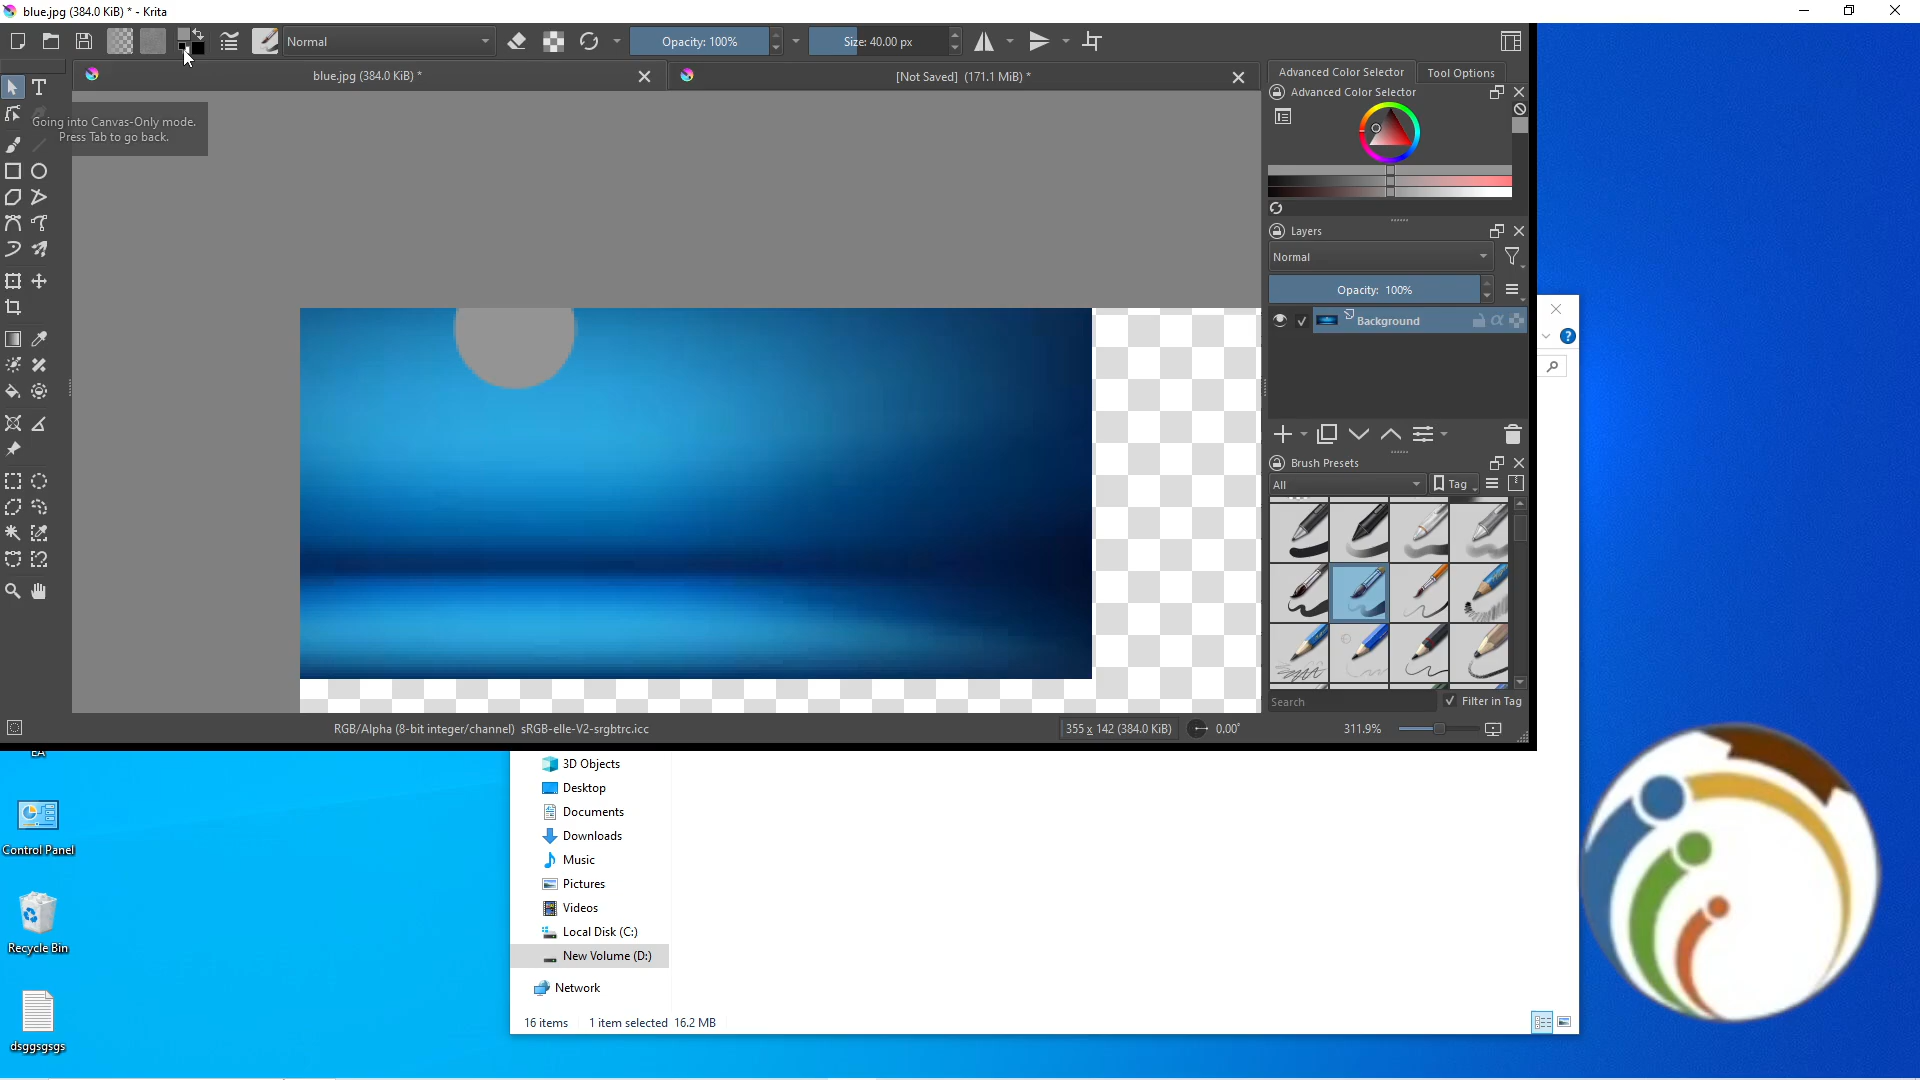 blue.jpg (384.0 KiB) * - Krita
Normal
Opacity: 100%
Size: 40.00 px
blue.jpg (384.0 KiB) *
[Not Saved] (171.1 MiB) *
Going into Canvas-Only mode.
Press Tab to go back.
Advanced Color Selector
Tool Options
Advanced Color Selector
Layers
Normal
Opacity: 100%
Background
Brush Presets
All
Tag
Search
Filter in Tag
RGB/Alpha (8-bit integer/channel) sRGB-elle-V2-srgbtrc.icc
355 x 142 (384.0 KiB)
0.00°
311.9%
EA
Control Panel
Recycle Bin
dsggsgsgs
3D Objects
Desktop
Documents
Downloads
Music
Pictures
Videos
Local Disk (C:)
New Volume (D:)
Network
16 items
1 item selected 16.2 MB